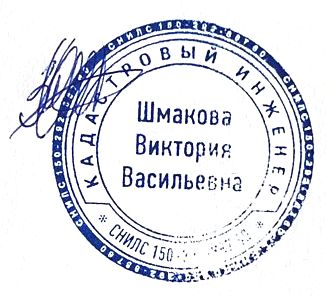 КАДАСТРОВЫЙ ИНЖЕНЕР
Шмакова
Виктория
Васильевна
* СНИЛС 150-